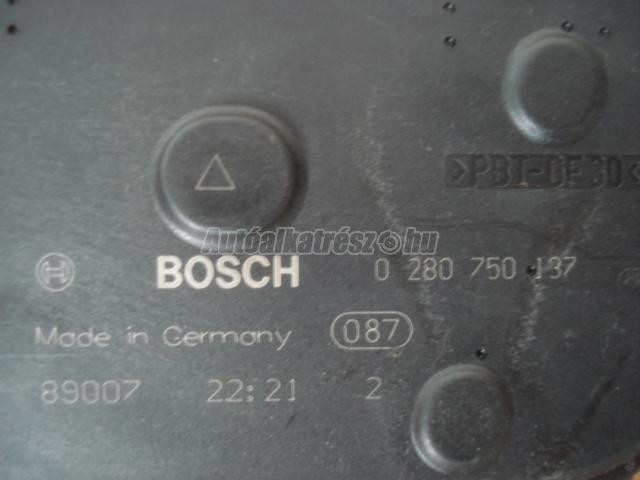 >PBT-GF30<
Autóalkatrész.hu
BOSCH 0 280 750 137
Made in Germany 087
89007 22:21 2